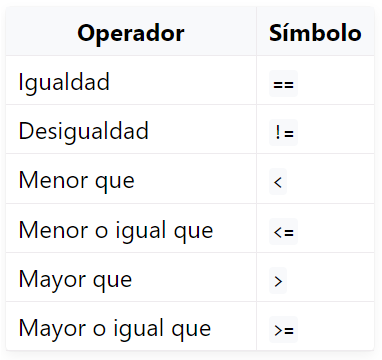 Operador Símbolo
Igualdad ==
Desigualdad !=
Menor que <
Menor o igual que <=
Mayor que >
Mayor o igual que >=